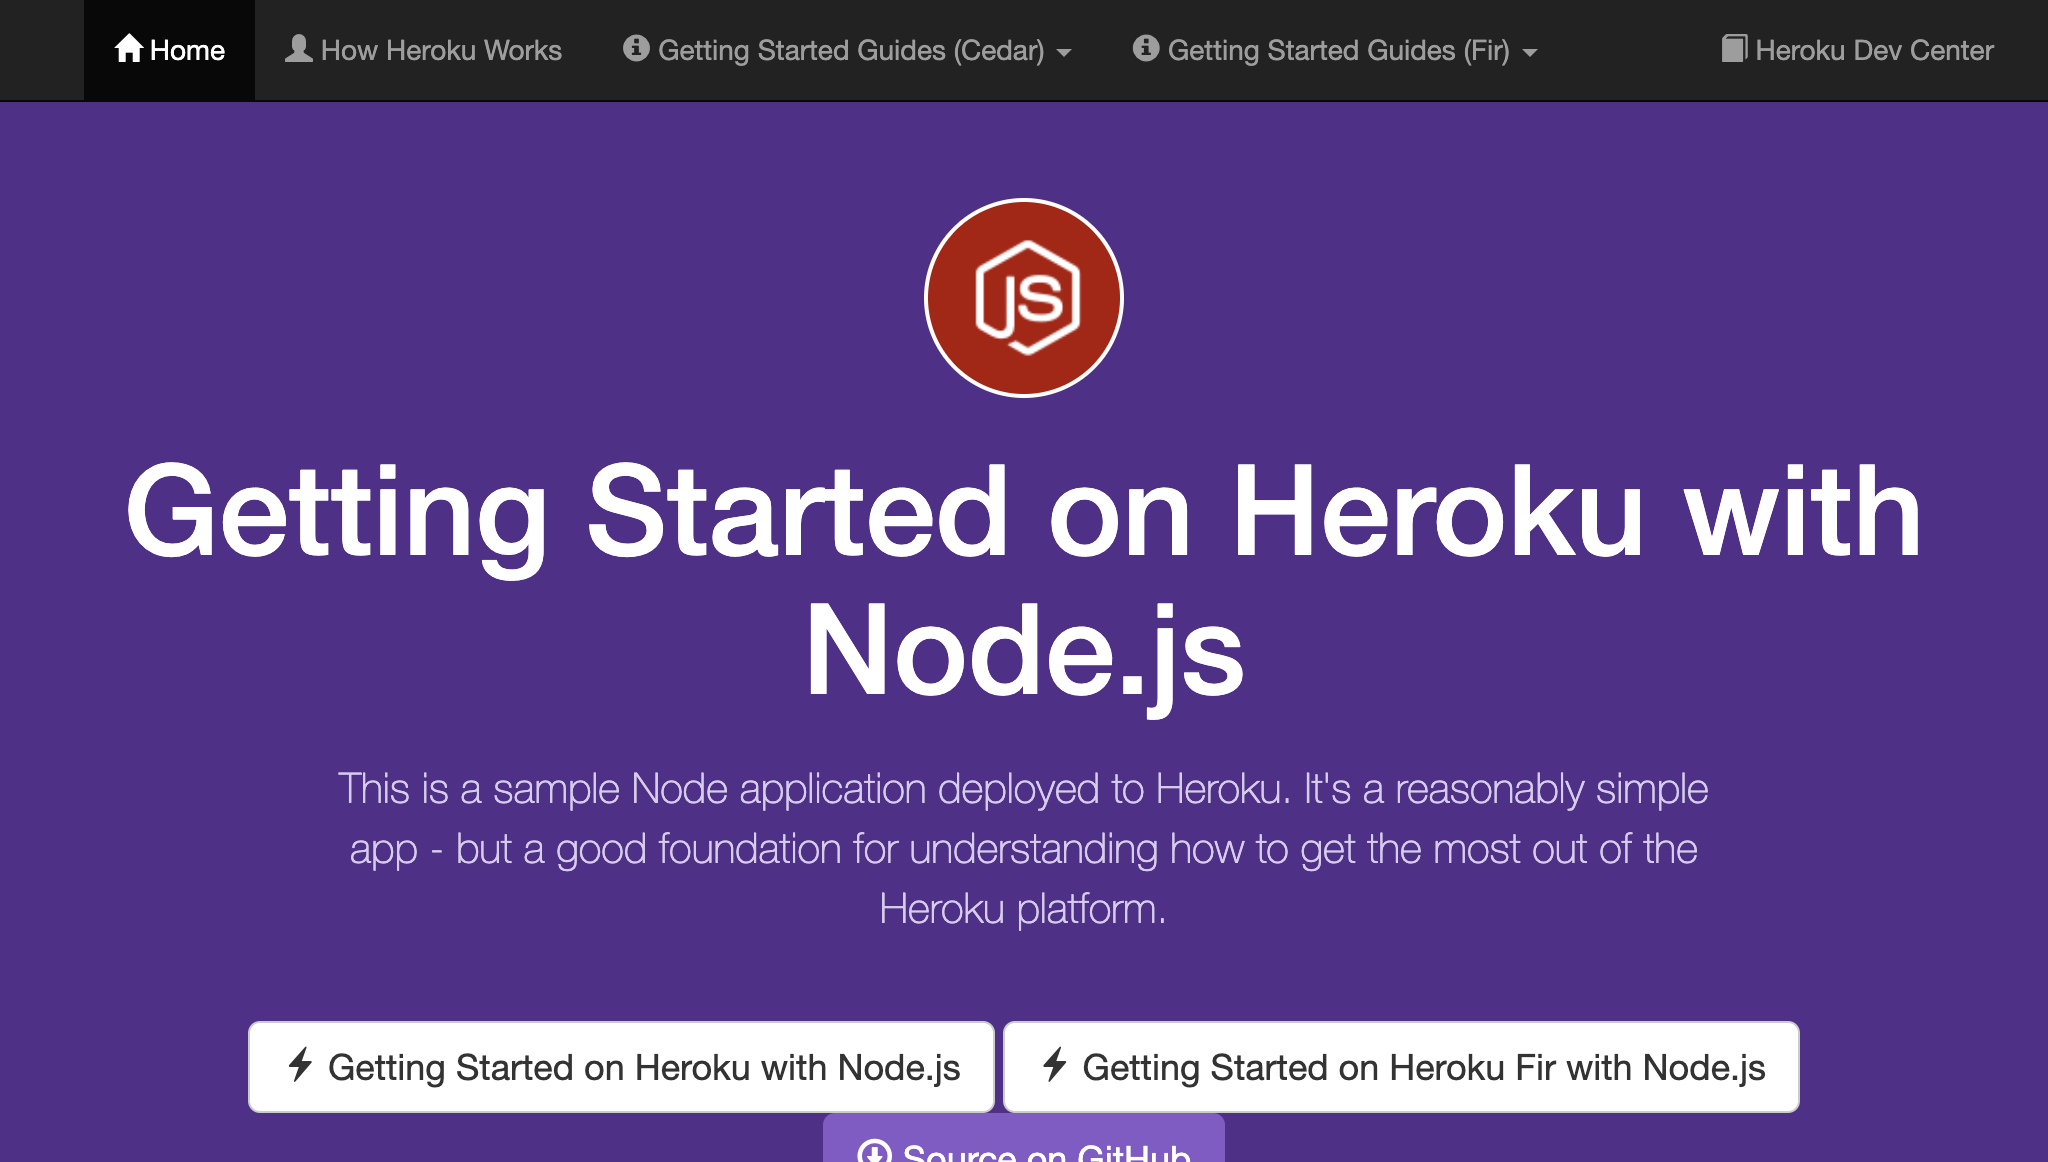 Home
How Heroku Works
Getting Started Guides (Cedar)
Getting Started Guides (Fir)
Heroku Dev Center
JS
Getting Started on Heroku with
Node.js
This is a sample Node application deployed to Heroku. It's a reasonably simple
app - but a good foundation for understanding how to get the most out of the
Heroku platform.
Getting Started on Heroku with Node.js
Getting Started on Heroku Fir with Node.js
Source on GitHub